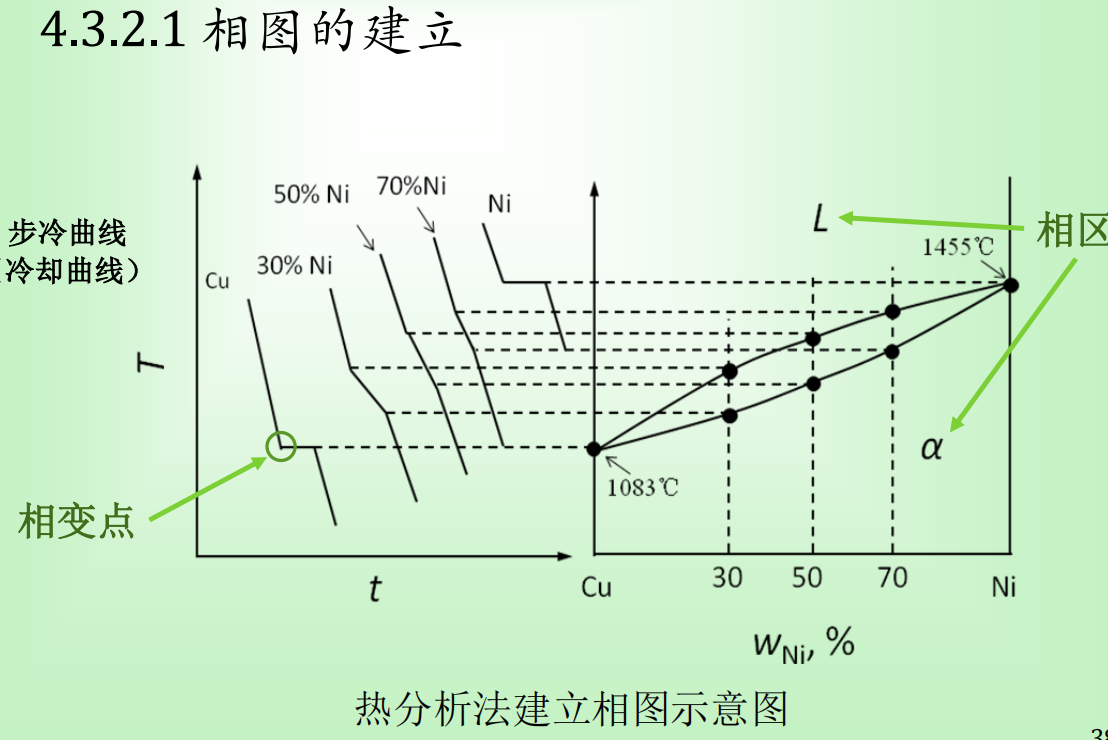 4.3.2.1 相图的建立
50% Ni
70%Ni
Ni
L
相区
步冷曲线
冷却曲线）
Cu
30% Ni
1455℃
T
α
1083℃
相变点
t
Cu
30
50
70
Ni
wNi, %
热分析法建立相图示意图